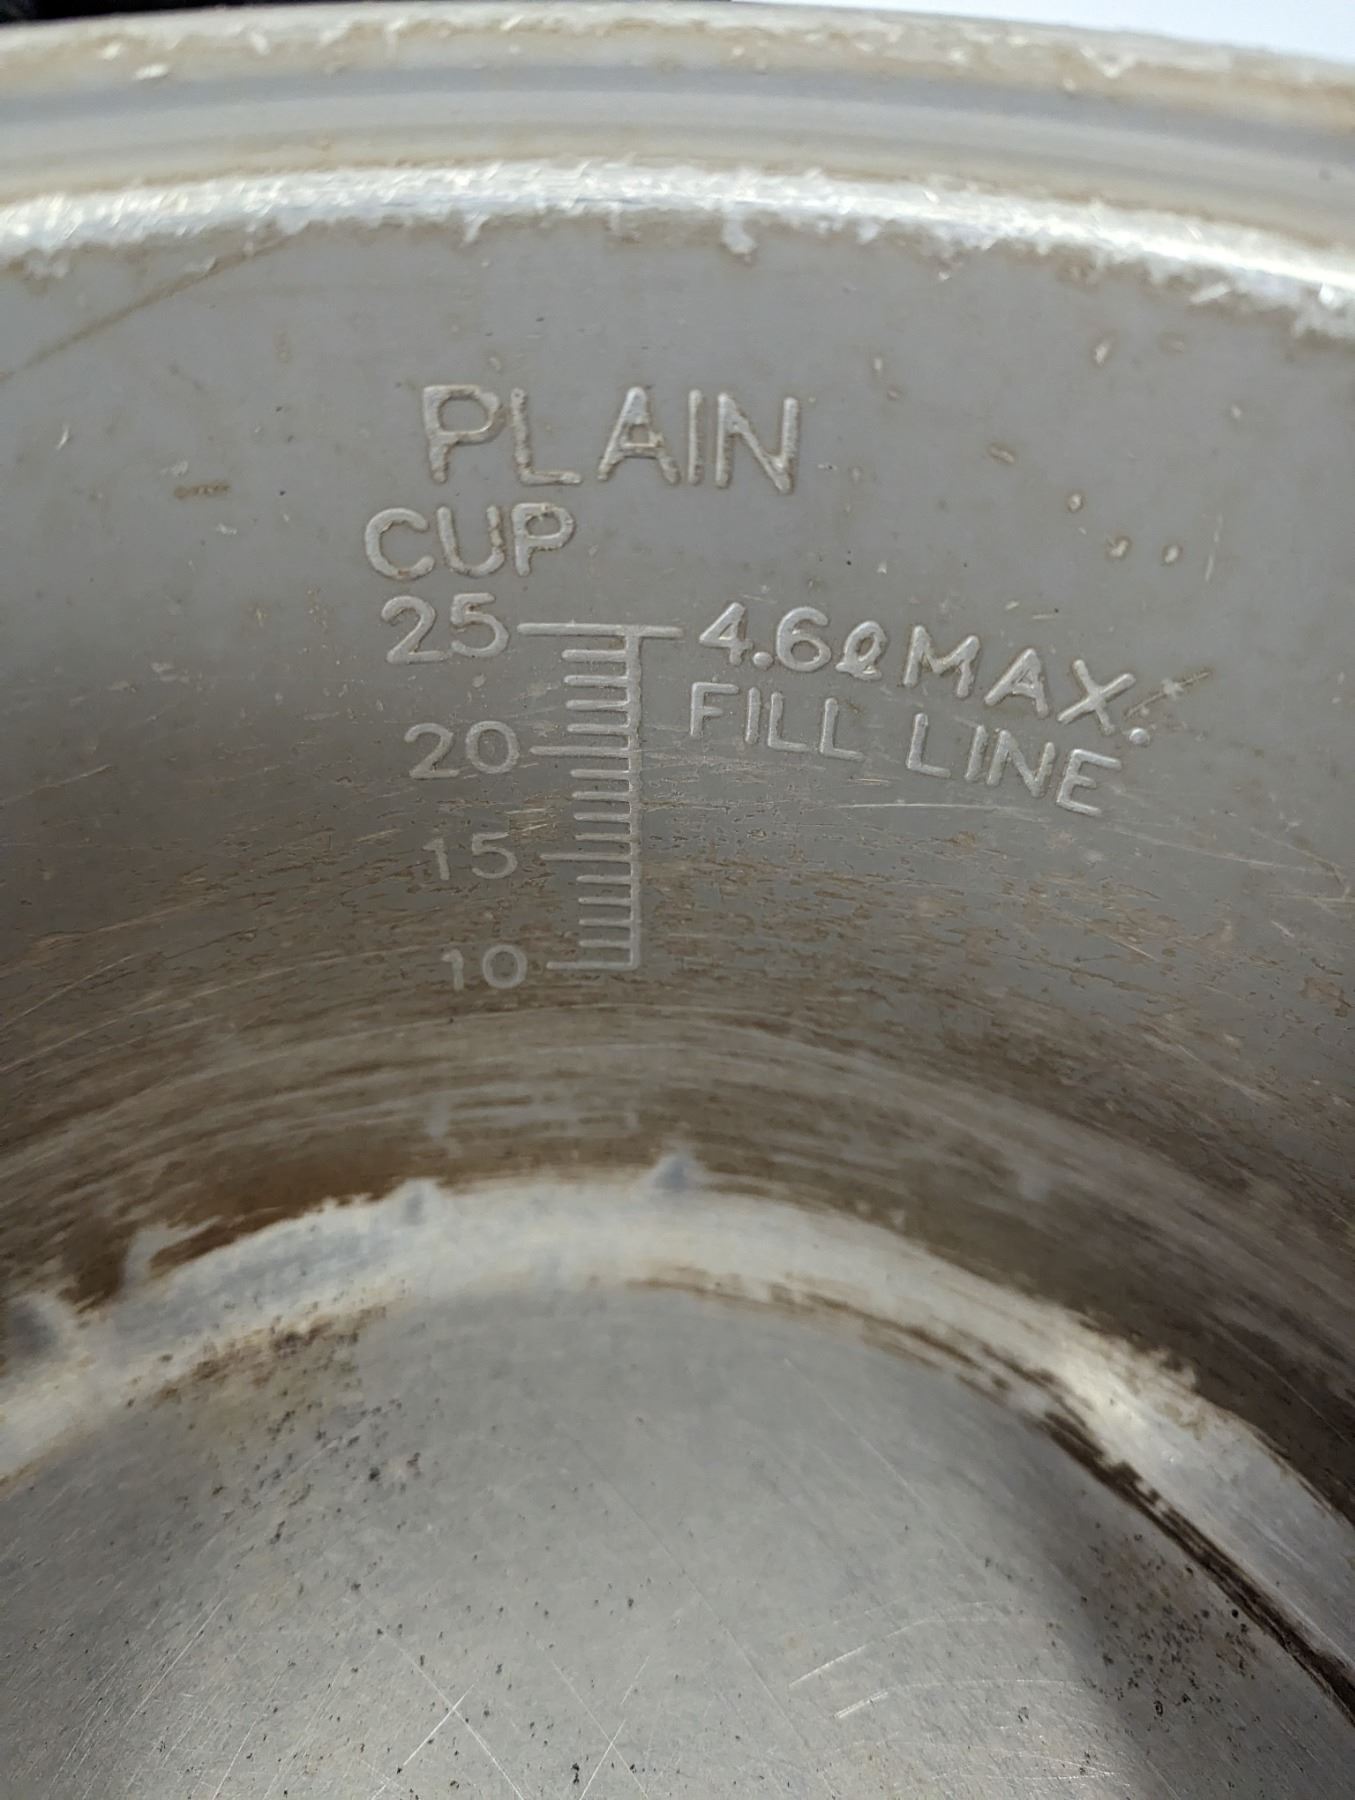 PLAIN
CUP
25 4.6ℓ MAX.
FILL LINE
20
15
10